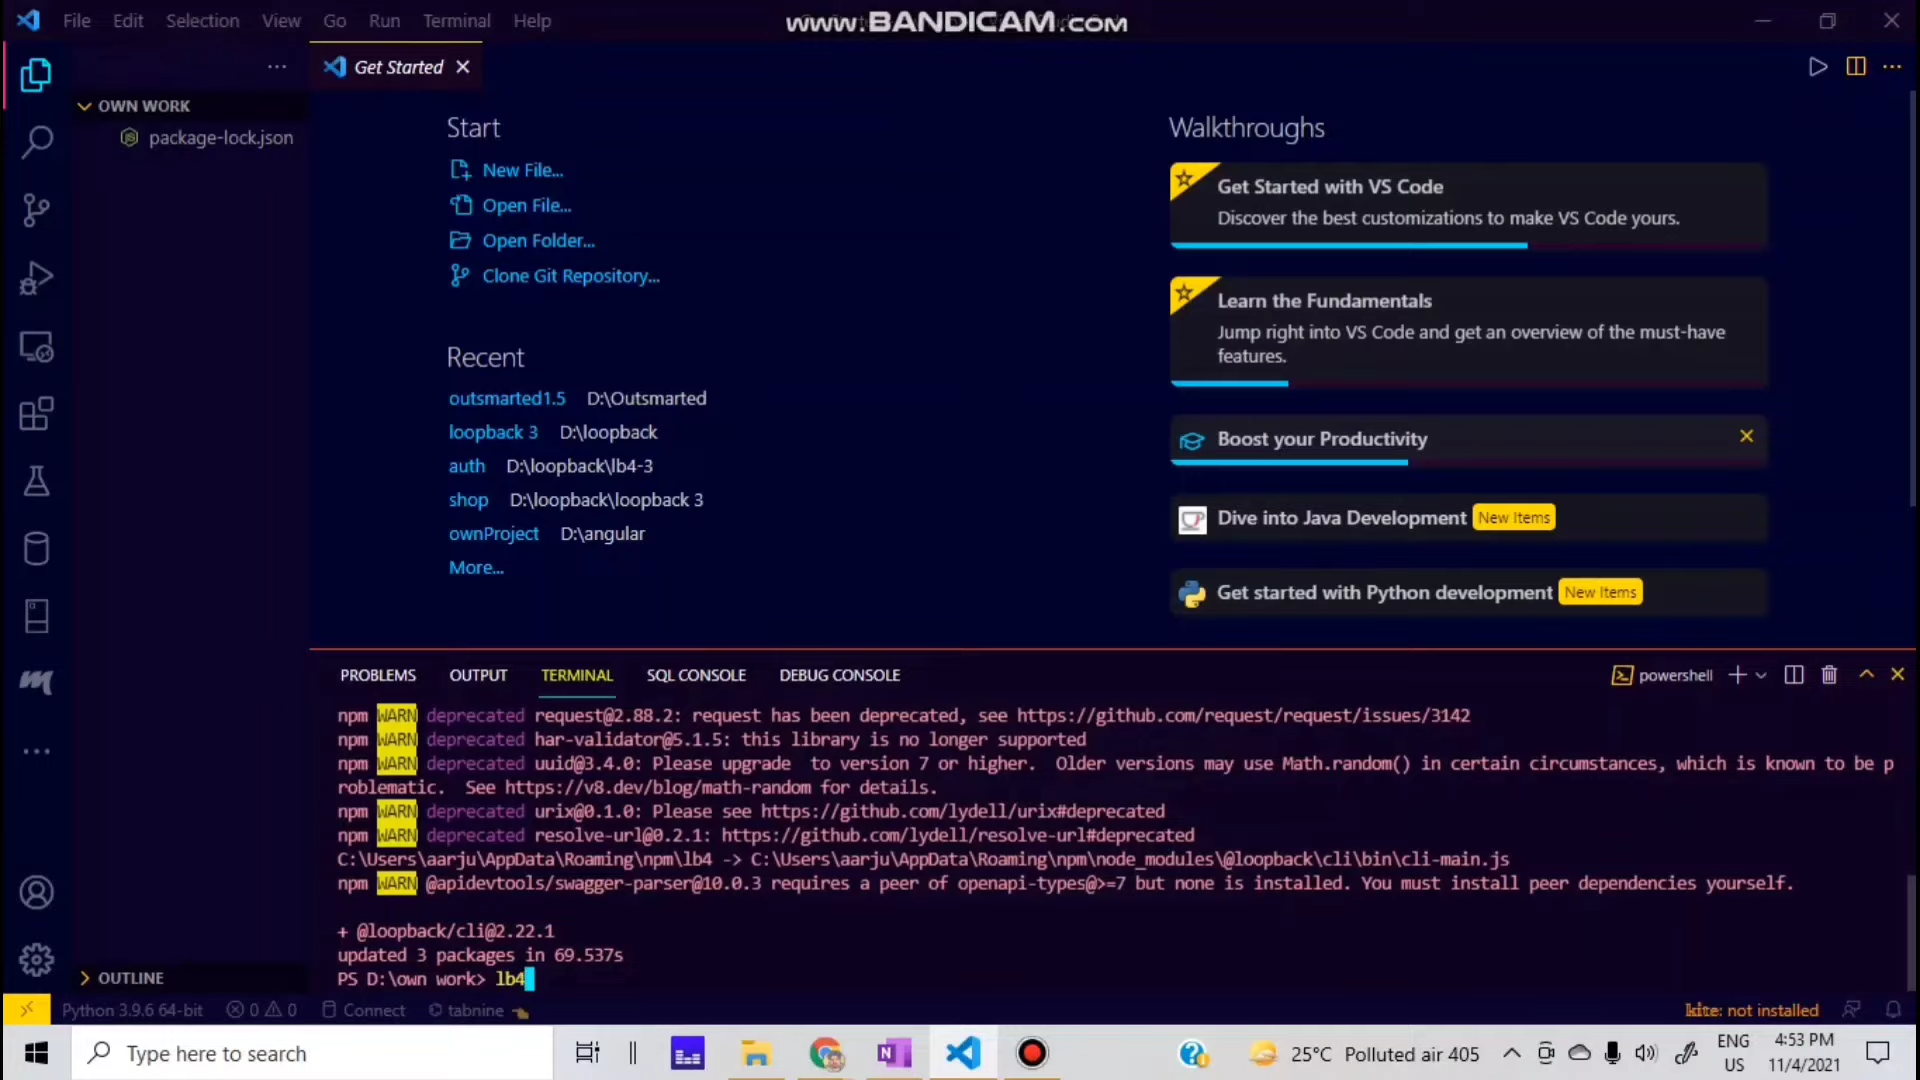 File Edit Selection View Go Run Terminal Help
www.BANDICAM.com
Get Started
OWN WORK
package-lock.json
Start
New File...
Open File...
Open Folder...
Clone Git Repository...
Recent
outsmarted1.5 D:\Outsmarted
loopback 3 D:\loopback
auth D:\loopback\lb4-3
shop D:\loopback\loopback 3
ownProject D:\angular
More...
Walkthroughs
Get Started with VS Code
Discover the best customizations to make VS Code yours.
Learn the Fundamentals
Jump right into VS Code and get an overview of the must-have
features.
Boost your Productivity
Dive into Java Development New Items
Get started with Python development New Items
PROBLEMS OUTPUT TERMINAL SQL CONSOLE DEBUG CONSOLE
powershell
npm WARN deprecated request@2.88.2: request has been deprecated, see https://github.com/request/request/issues/3142
npm WARN deprecated har-validator@5.1.5: this library is no longer supported
npm WARN deprecated uuid@3.4.0: Please upgrade  to version 7 or higher.  Older versions may use Math.random() in certain circumstances, which is known to be p
roblematic.  See https://v8.dev/blog/math-random for details.
npm WARN deprecated urix@0.1.0: Please see https://github.com/lydell/urix#deprecated
npm WARN deprecated resolve-url@0.2.1: https://github.com/lydell/resolve-url#deprecated
C:\Users\aarju\AppData\Roaming\npm\lb4 -> C:\Users\aarju\AppData\Roaming\npm\node_modules\@loopback\cli\bin\cli-main.js
npm WARN @apidevtools/swagger-parser@10.0.3 requires a peer of openapi-types@>=7 but none is installed. You must install peer dependencies yourself.
+ @loopback/cli@2.22.1
updated 3 packages in 69.537s
PS D:\own work> lb4
OUTLINE
Python 3.9.6 64-bit 0 0 Connect tabnine
kite: not installed
Type here to search
25°C Polluted air 405
ENG
US
4:53 PM
11/4/2021